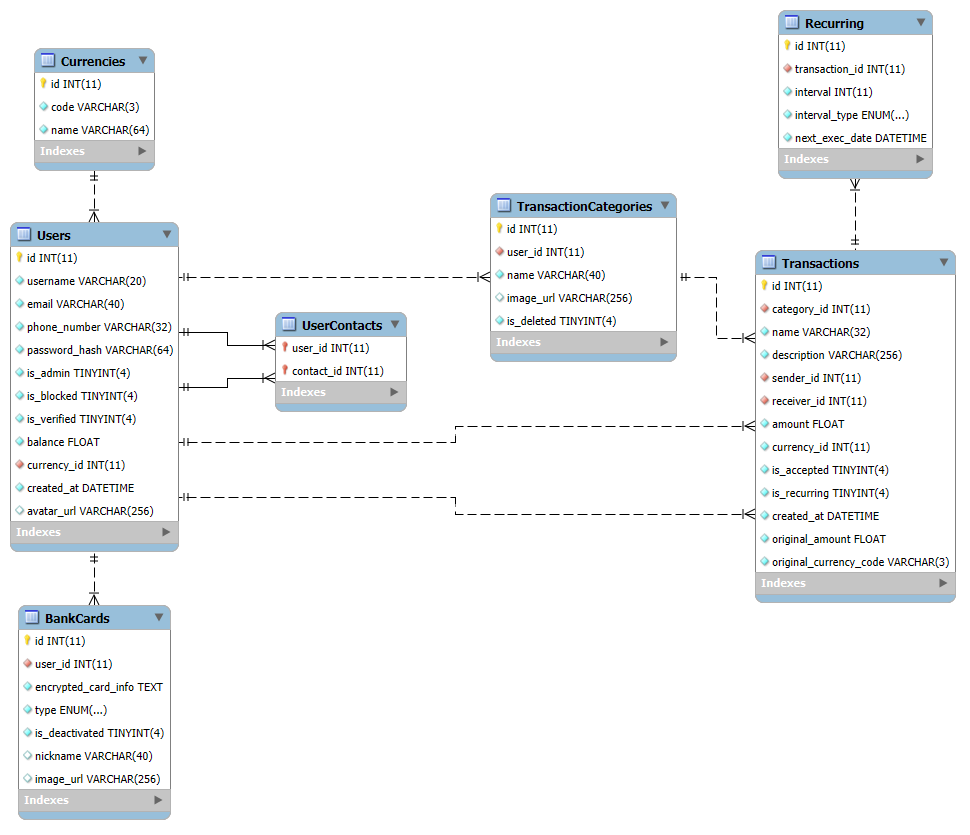 Currencies
id INT(11)
code VARCHAR(3)
name VARCHAR(64)
Indexes
Users
id INT(11)
username VARCHAR(20)
email VARCHAR(40)
phone_number VARCHAR(32)
password_hash VARCHAR(64)
is_admin TINYINT(4)
is_blocked TINYINT(4)
is_verified TINYINT(4)
balance FLOAT
currency_id INT(11)
created_at DATETIME
avatar_url VARCHAR(256)
Indexes
BankCards
id INT(11)
user_id INT(11)
encrypted_card_info TEXT
type ENUM(...)
is_deactivated TINYINT(4)
nickname VARCHAR(40)
image_url VARCHAR(256)
Indexes
UserContacts
user_id INT(11)
contact_id INT(11)
Indexes
TransactionCategories
id INT(11)
user_id INT(11)
name VARCHAR(40)
image_url VARCHAR(256)
is_deleted TINYINT(4)
Indexes
Recurring
id INT(11)
transaction_id INT(11)
interval INT(11)
interval_type ENUM(...)
next_exec_date DATETIME
Indexes
Transactions
id INT(11)
category_id INT(11)
name VARCHAR(32)
description VARCHAR(256)
sender_id INT(11)
receiver_id INT(11)
amount FLOAT
currency_id INT(11)
is_accepted TINYINT(4)
is_recurring TINYINT(4)
created_at DATETIME
original_amount FLOAT
original_currency_code VARCHAR(3)
Indexes